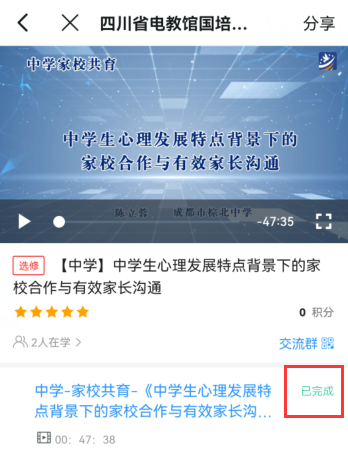 四川省电教馆国培...
分享
中学家校共育
中学生心理发展特点背景下的
家校合作与有效家长沟通
陈立蓉 成都市棕北中学
-47:35
选修 【中学】中学生心理发展特点背景下的家
校合作与有效家长沟通
0 积分
2人在学 >
交流群
中学-家校共育-《中学生心理发展特
点背景下的家校合作与有效家长沟...
已完成
00: 47: 38